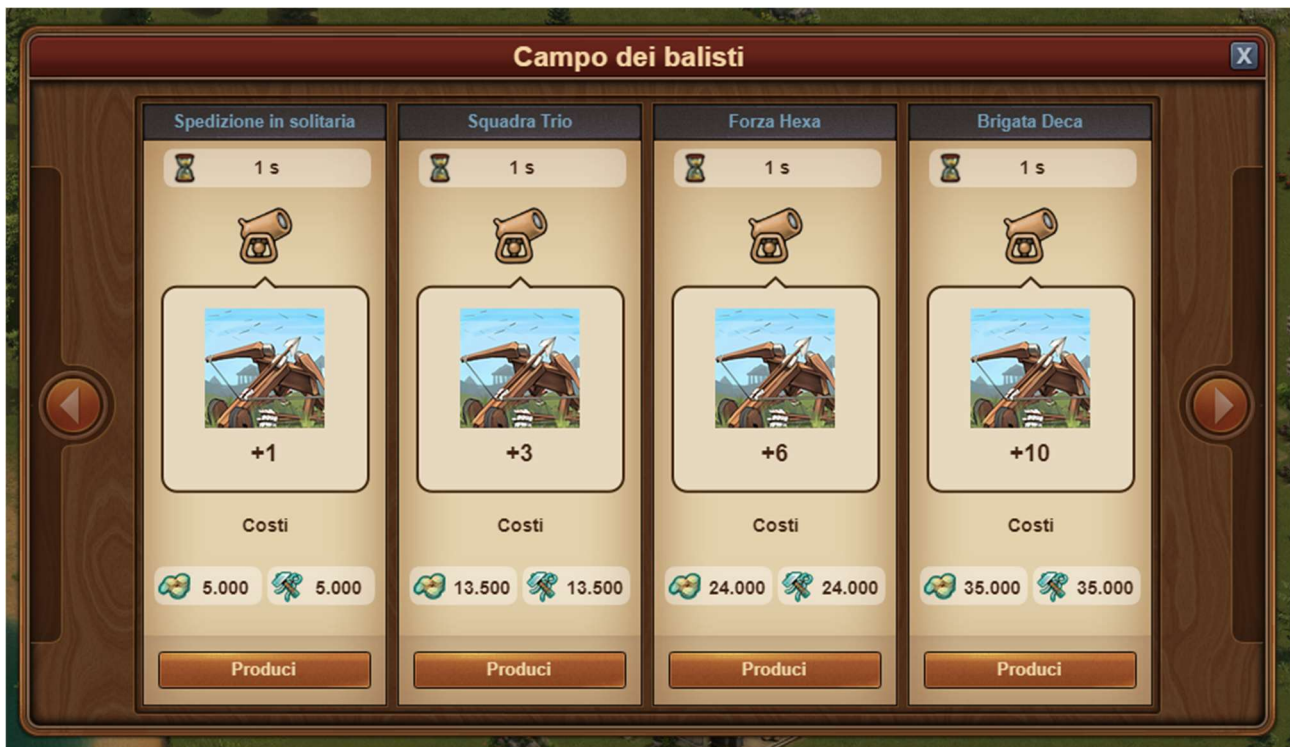 Campo dei balisti
X
Spedizione in solitaria
1 s
+1
Costi
5.000 5.000
Produci
Squadra Trio
1 s
+3
Costi
13.500 13.500
Produci
Forza Hexa
1 s
+6
Costi
24.000 24.000
Produci
Brigata Deca
1 s
+10
Costi
35.000 35.000
Produci